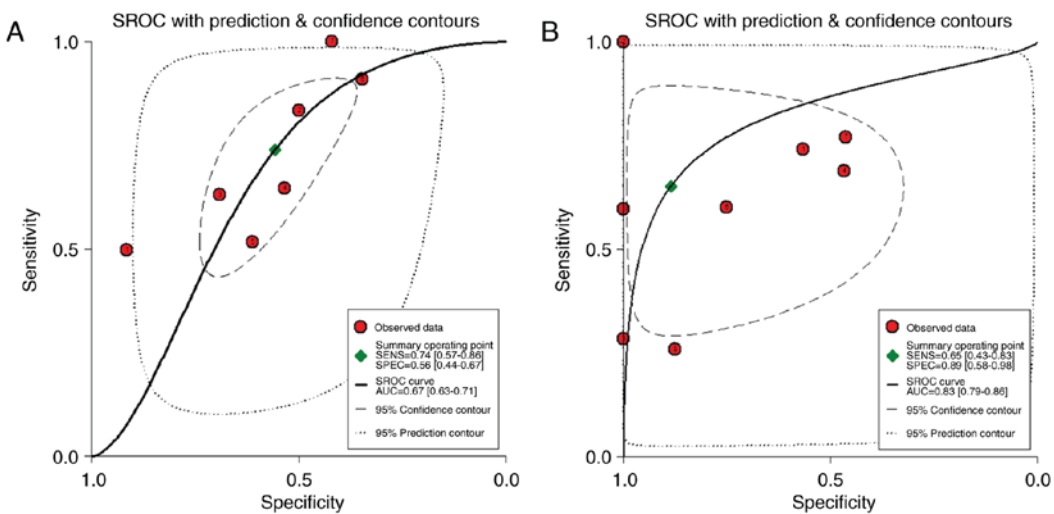 A
SROC with prediction & confidence contours
1.0
0.5
0.0
Sensitivity
1.0
0.5
0.0
Specificity
Observed data
Summary operating point
SENS=0.74 [0.57-0.86]
SPEC=0.56 [0.44-0.67]
SROC curve
AUC=0.67 [0.63-0.71]
95% Confidence contour
95% Prediction contour
B
SROC with prediction & confidence contours
1.0
0.5
0.0
Sensitivity
1.0
0.5
0.0
Specificity
Observed data
Summary operating point
SENS=0.65 [0.43-0.83]
SPEC=0.89 [0.58-0.98]
SROC curve
AUC=0.83 [0.79-0.86]
95% Confidence contour
95% Prediction contour